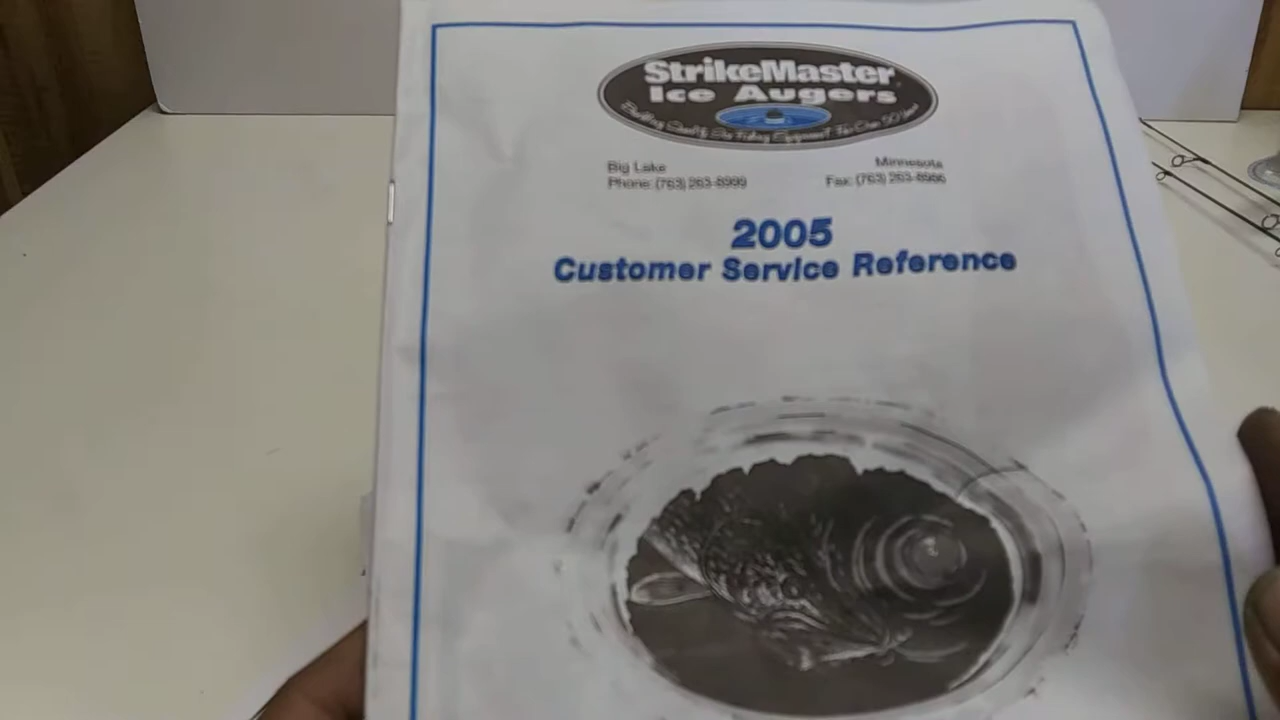 StrikeMaster
Ice Augers
Big Lake
Minnesota
Phone: (763) 263-8999
Fax: (763) 263-8986
2005
Customer Service Reference